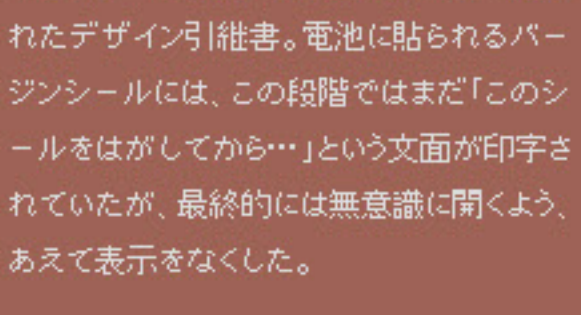 れたデザイン引継書。電池に貼られるバー
ジンシールには、この段階ではまだ「このシ
ールをはがしてから…」という文面が印字さ
れていたが、最終的には無意識に開くよう、
あえて表示をなくした。